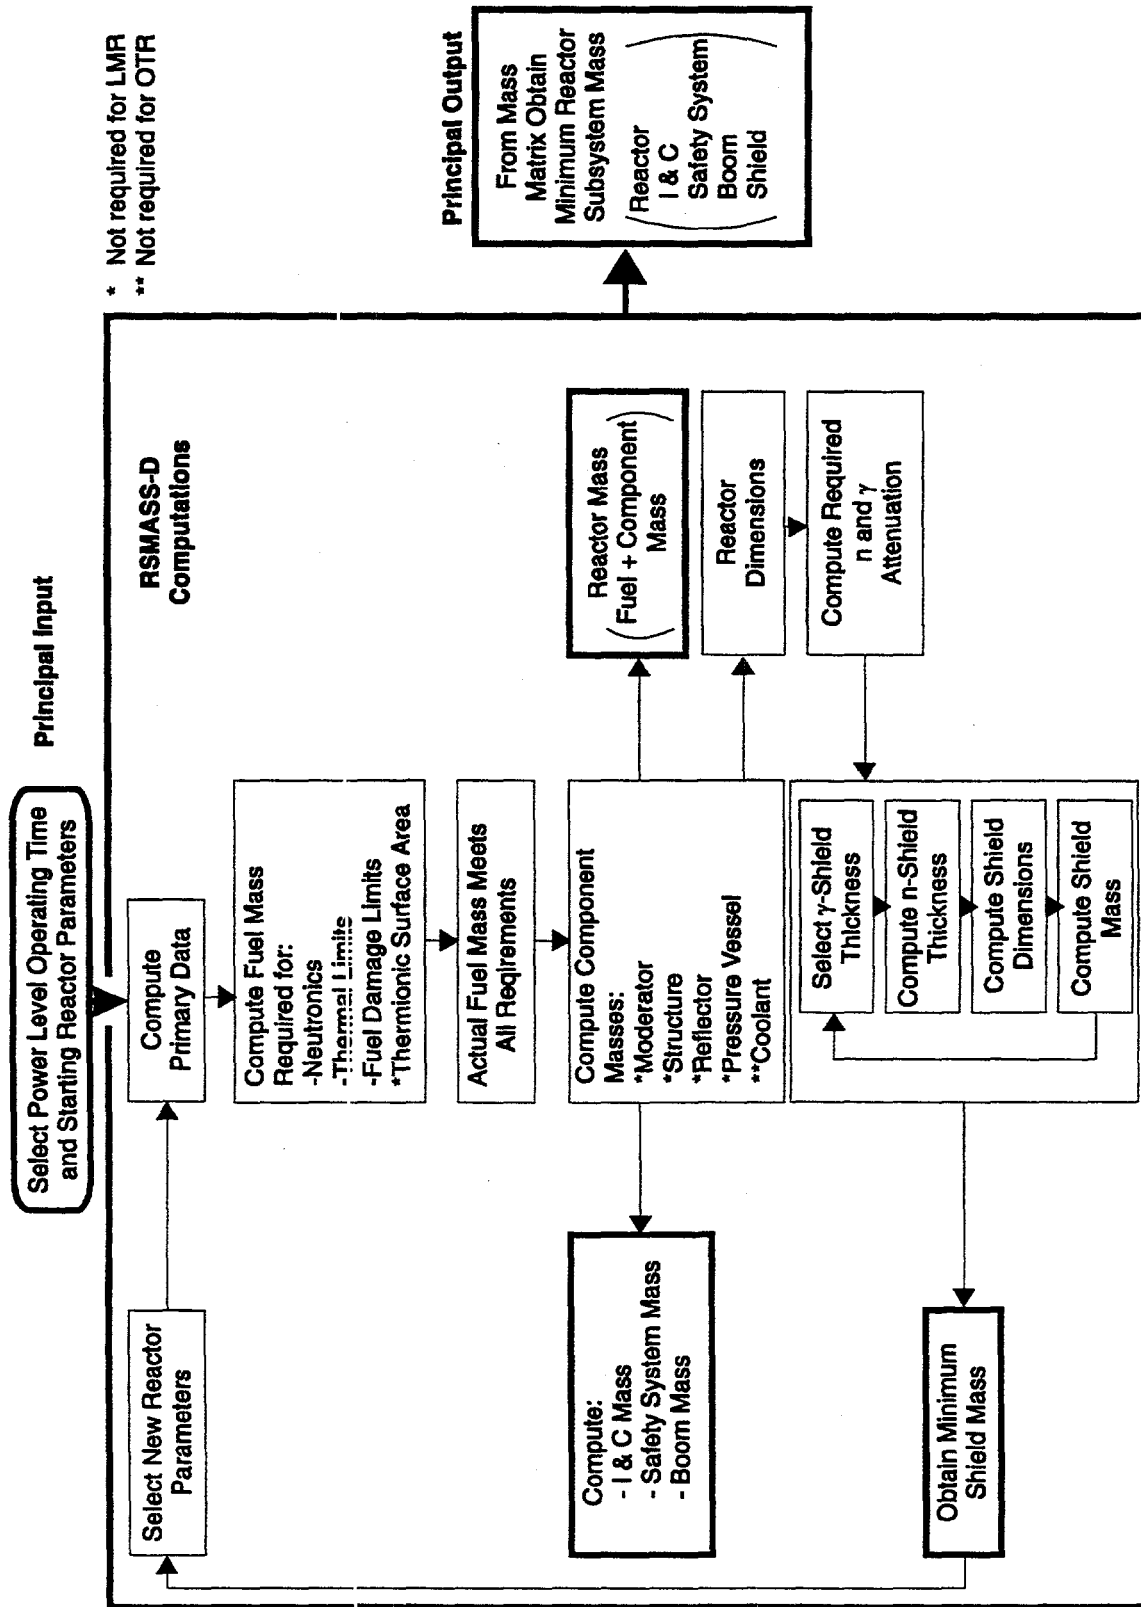 Principal Input
Select Power Level Operating Time
and Starting Reactor Parameters
* Not required for LMR
** Not required for OTR
RSMASS-D
Computations
Select New Reactor
Parameters
Compute
Primary Data
Compute Fuel Mass
Required for:
-Neutronics
-Thermal Limits
-Fuel Damage Limits
*Thermionic Surface Area
Actual Fuel Mass Meets
All Reqirements
Compute Component
Masses:
*Moderator
*Structure
*Reflector
*Pressure Vessel
**Coolant
Compute:
- I & C Mass
- Safety System Mass
- Boom Mass
Reactor Mass
(Fuel + Component
Mass)
Reactor
Dimensions
Compute Required
n and γ
Attenuation
Select γ-Shield
Thickness
Compute n-Shield
Thickness
Compute Shield
Dimensions
Compute Shield
Mass
Obtain Minimum
Shield Mass
Principal Output
From Mass
Matrix Obtain
Minimum Reactor
Subsystem Mass
(Reactor
I & C
Safety System
Boom
Shield)